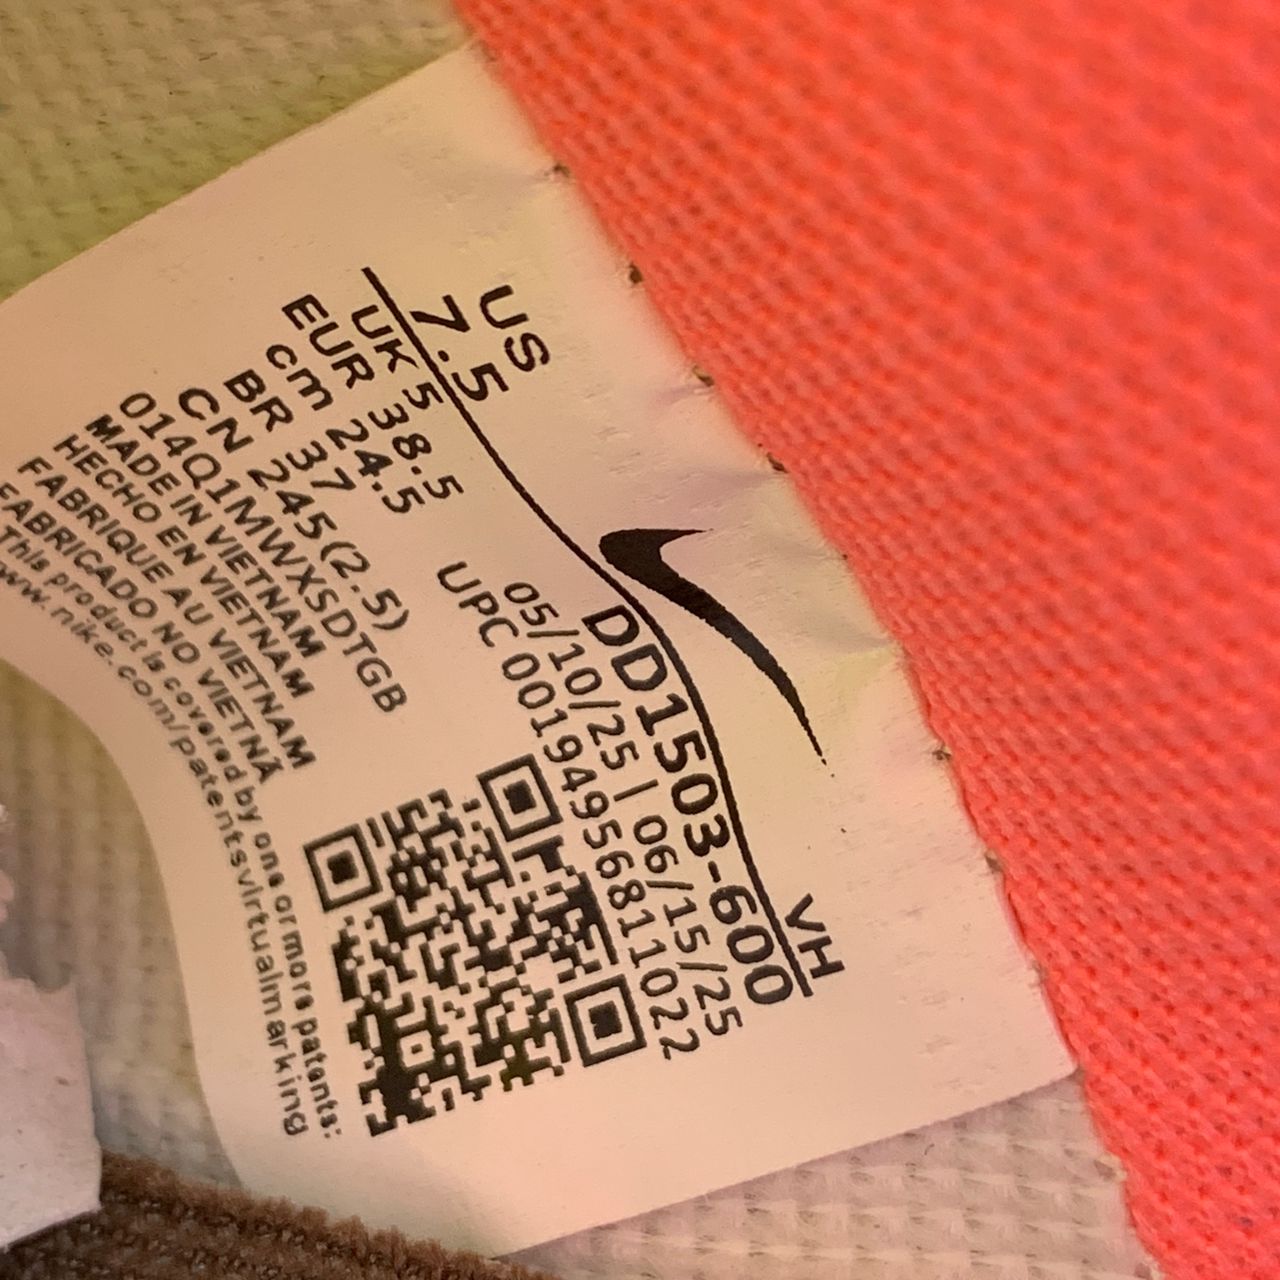 US
7.5
UK 5
EUR 38.5
cm 24.5
BR 37
CN 245(2.5)
014Q1MWXSDTGB
MADE IN VIETNAM
HECHO EN VIETNAM
FABRIQUE AU VIETNAM
FABRICADO NO VIETNÃ
This product is covered by one or more patents:
www.nike.com/patentsvirtualmarking
VH
DD1503-600
05/10/25 | 06/15/25
UPC 00194956811022